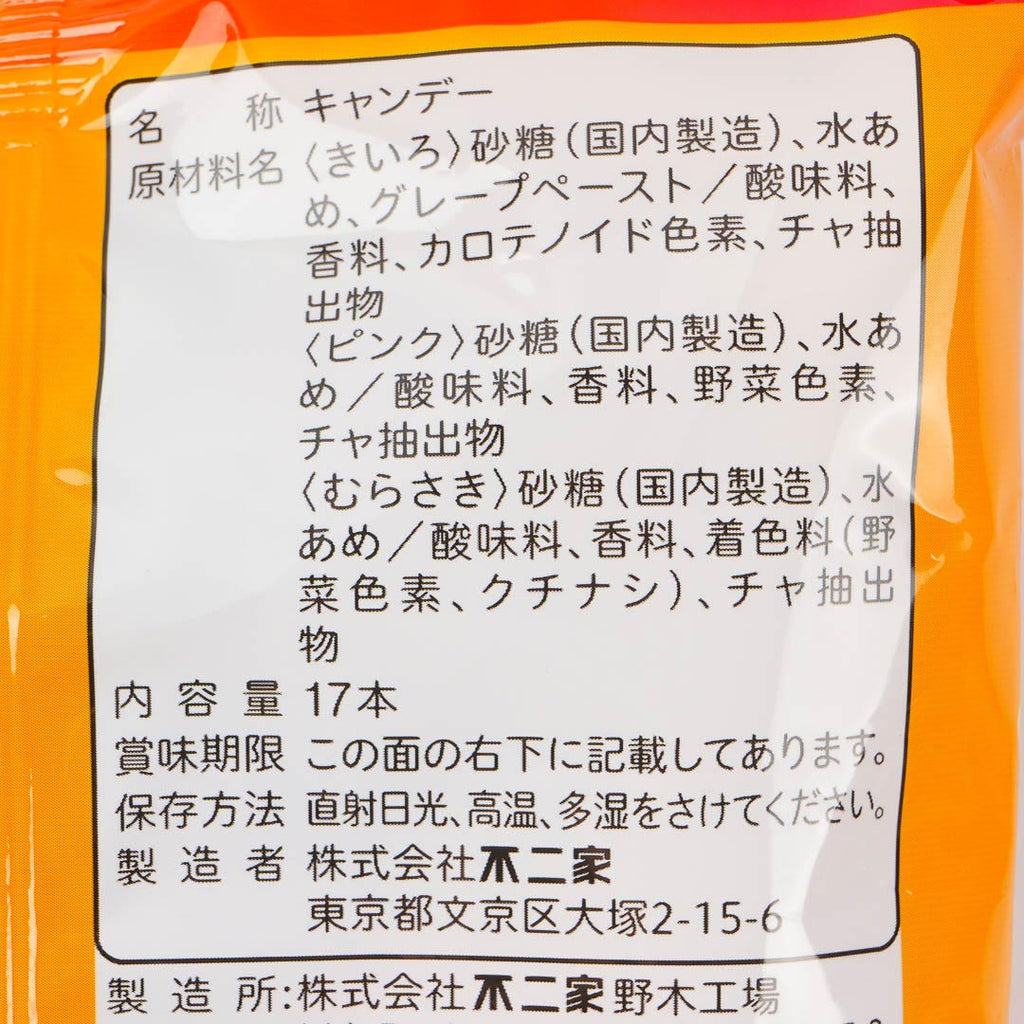 名称 キャンデー
原材料名 〈きいろ〉砂糖(国内製造)、水あ
め、グレープペースト／酸味料、
香料、カロテノイド色素、チャ抽
出物
〈ピンク〉砂糖(国内製造)、水あ
め／酸味料、香料、野菜色素、
チャ抽出物
〈むらさき〉砂糖(国内製造)、水
あめ／酸味料、香料、着色料(野
菜色素、クチナシ)、チャ抽出
物
内容量 17本
賞味期限 この面の右下に記載してあります。
保存方法 直射日光、高温、多湿をさけてください。
製造者 株式会社不二家
東京都文京区大塚2-15-6
製造所:株式会社不二家野木工場